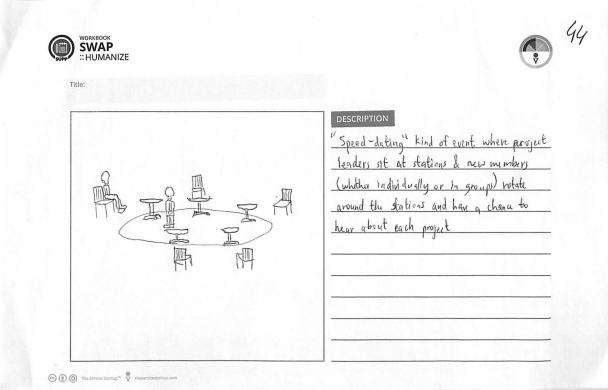 SUPP
WORKBOOK
SWAP
::HUMANIZE
44
Title:
DESCRIPTION
"Speed-dating" kind of event where project
leaders sit at stations & new members
(whether individually or in groups) rotate
around the stations and have a chance to
hear about each project
The Service Startup™